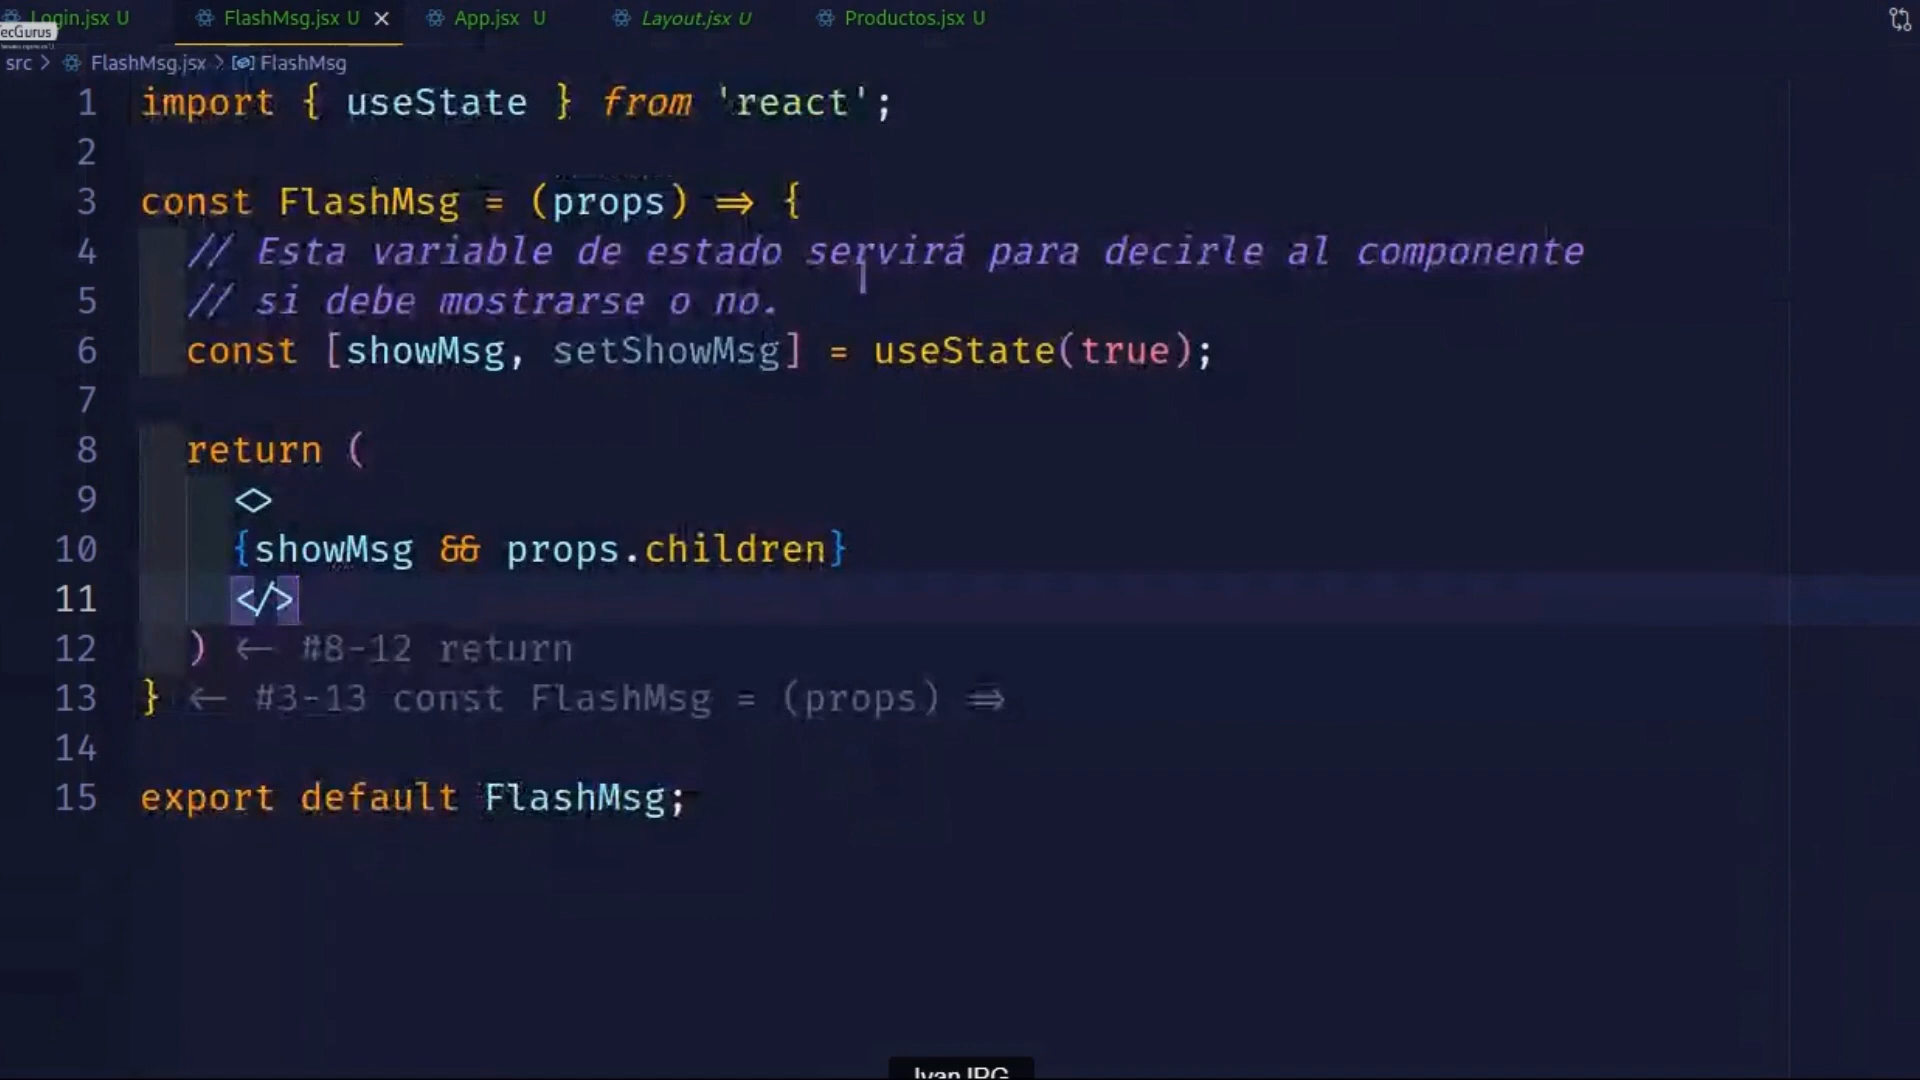 Login.jsx U FlashMsg.jsx U App.jsx U Layout.jsx U Productos.jsx U
ecGurus
src > FlashMsg.jsx > FlashMsg
1 import { useState } from 'react';
2
3 const FlashMsg = (props) => {
4 // Esta variable de estado servirá para decirle al componente
5 // si debe mostrarse o no.
6 const [showMsg, setShowMsg] = useState(true);
7
8 return (
9 <>
10 {showMsg && props.children}
11 </>
12 ) <- #8-12 return
13 } <- #3-13 const FlashMsg = (props) =>
14
15 export default FlashMsg;